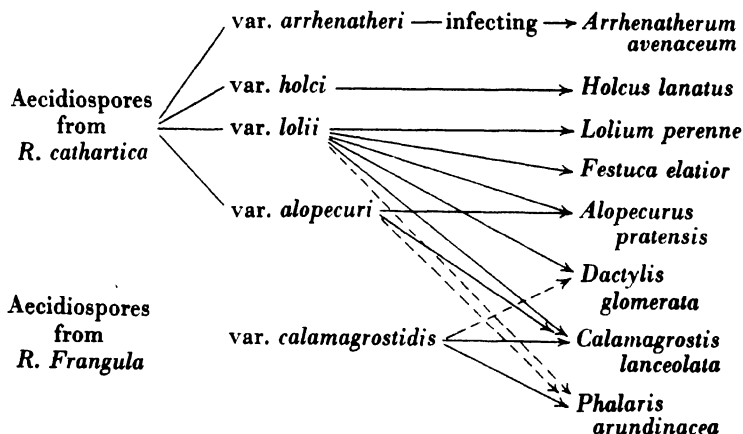 var. arrhenatheri — infecting → Arrhenatherum
avenaceum
var. holci → Holcus lanatus
Aecidiospores
from
R. cathartica
var. lolii → Lolium perenne
Festuca elatior
var. alopecuri → Alopecurus
pratensis
Dactylis
glomerata
Aecidiospores
from
R. Frangula
var. calamagrostidis → Calamagrostis
lanceolata
Phalaris
arundinacea